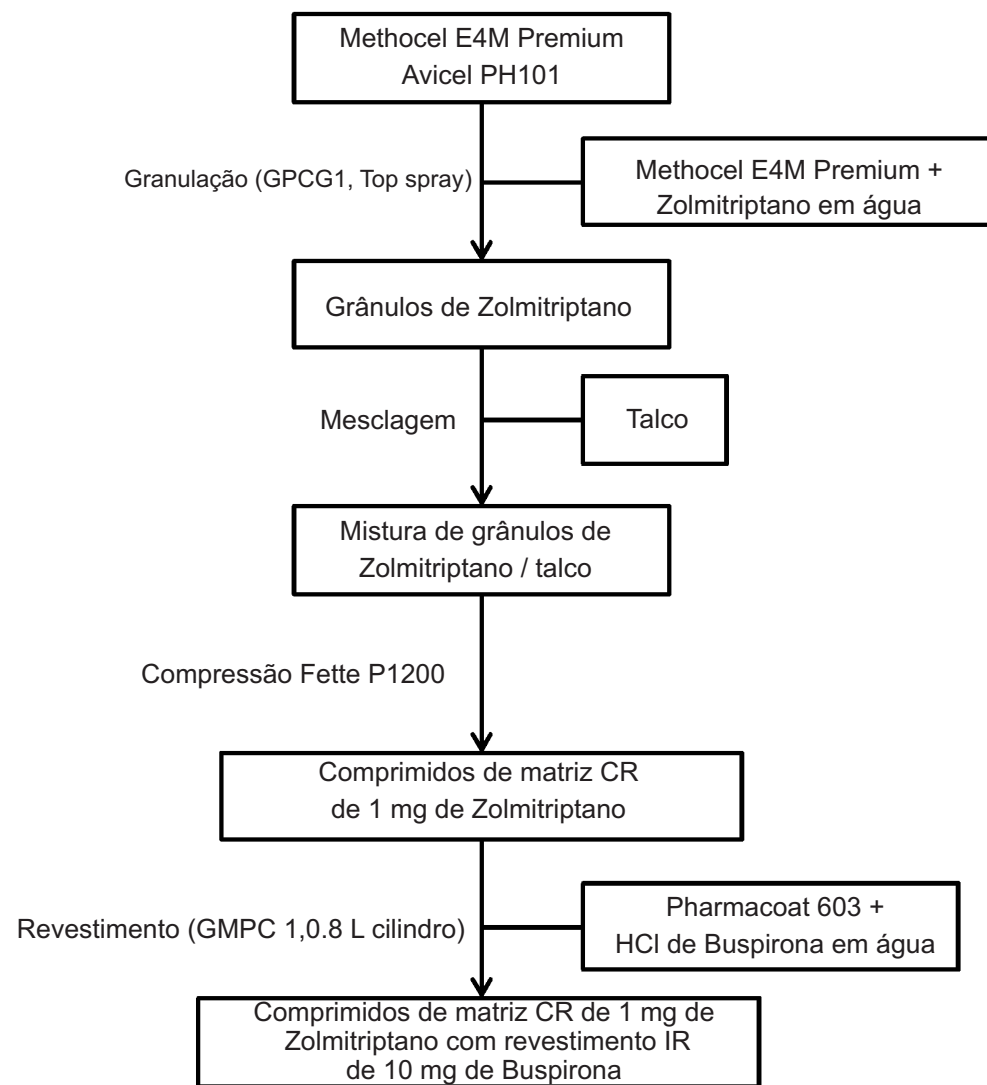 Methocel E4M Premium
Avicel PH101
Granulação (GPCG1, Top spray)
Methocel E4M Premium +
Zolmitriptano em água
Grânulos de Zolmitriptano
Mesclagem
Talco
Mistura de grânulos de
Zolmitriptano / talco
Compressão Fette P1200
Comprimidos de matriz CR
de 1 mg de Zolmitriptano
Revestimento (GMPC 1,0.8 L cilindro)
Pharmacoat 603 +
HCl de Buspirona em água
Comprimidos de matriz CR de 1 mg de
Zolmitriptano com revestimento IR
de 10 mg de Buspirona